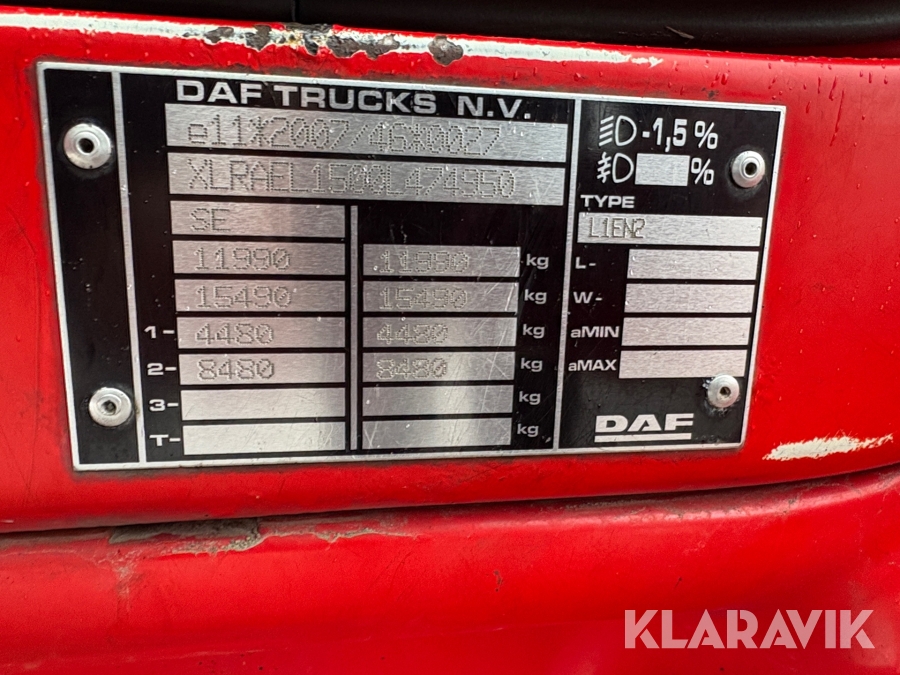 DAF TRUCKS N.V.
e11*2007/46*0027
XLRAEL1500L474950
SE
11990 11990 kg
15490 15490 kg
1- 4480 4480 kg
2- 8480 8480 kg
3- kg
T- kg
-1,5%
%
TYPE
L1EN2
L-
W-
aMIN
aMAX
DAF
KLARAVIK